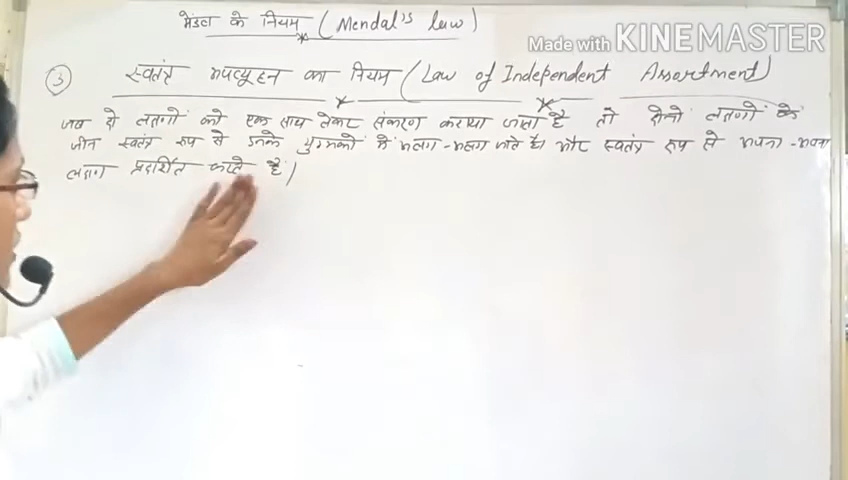 मेंडल के नियम (Mendal's law)
Made with KINEMASTER
③ स्वतंत्र अपव्यूहन का नियम (Law of Independent Assortment)
जब दो लक्षणों को एक साथ लेकर संकरण कराया जाता है तो दोनों लक्षणों के
जीन स्वतंत्र रूप से उनके युग्मकों में अलग-अलग जाते है। और स्वतंत्र रूप से अपना-अपना
लक्षण प्रदर्शित करते है।